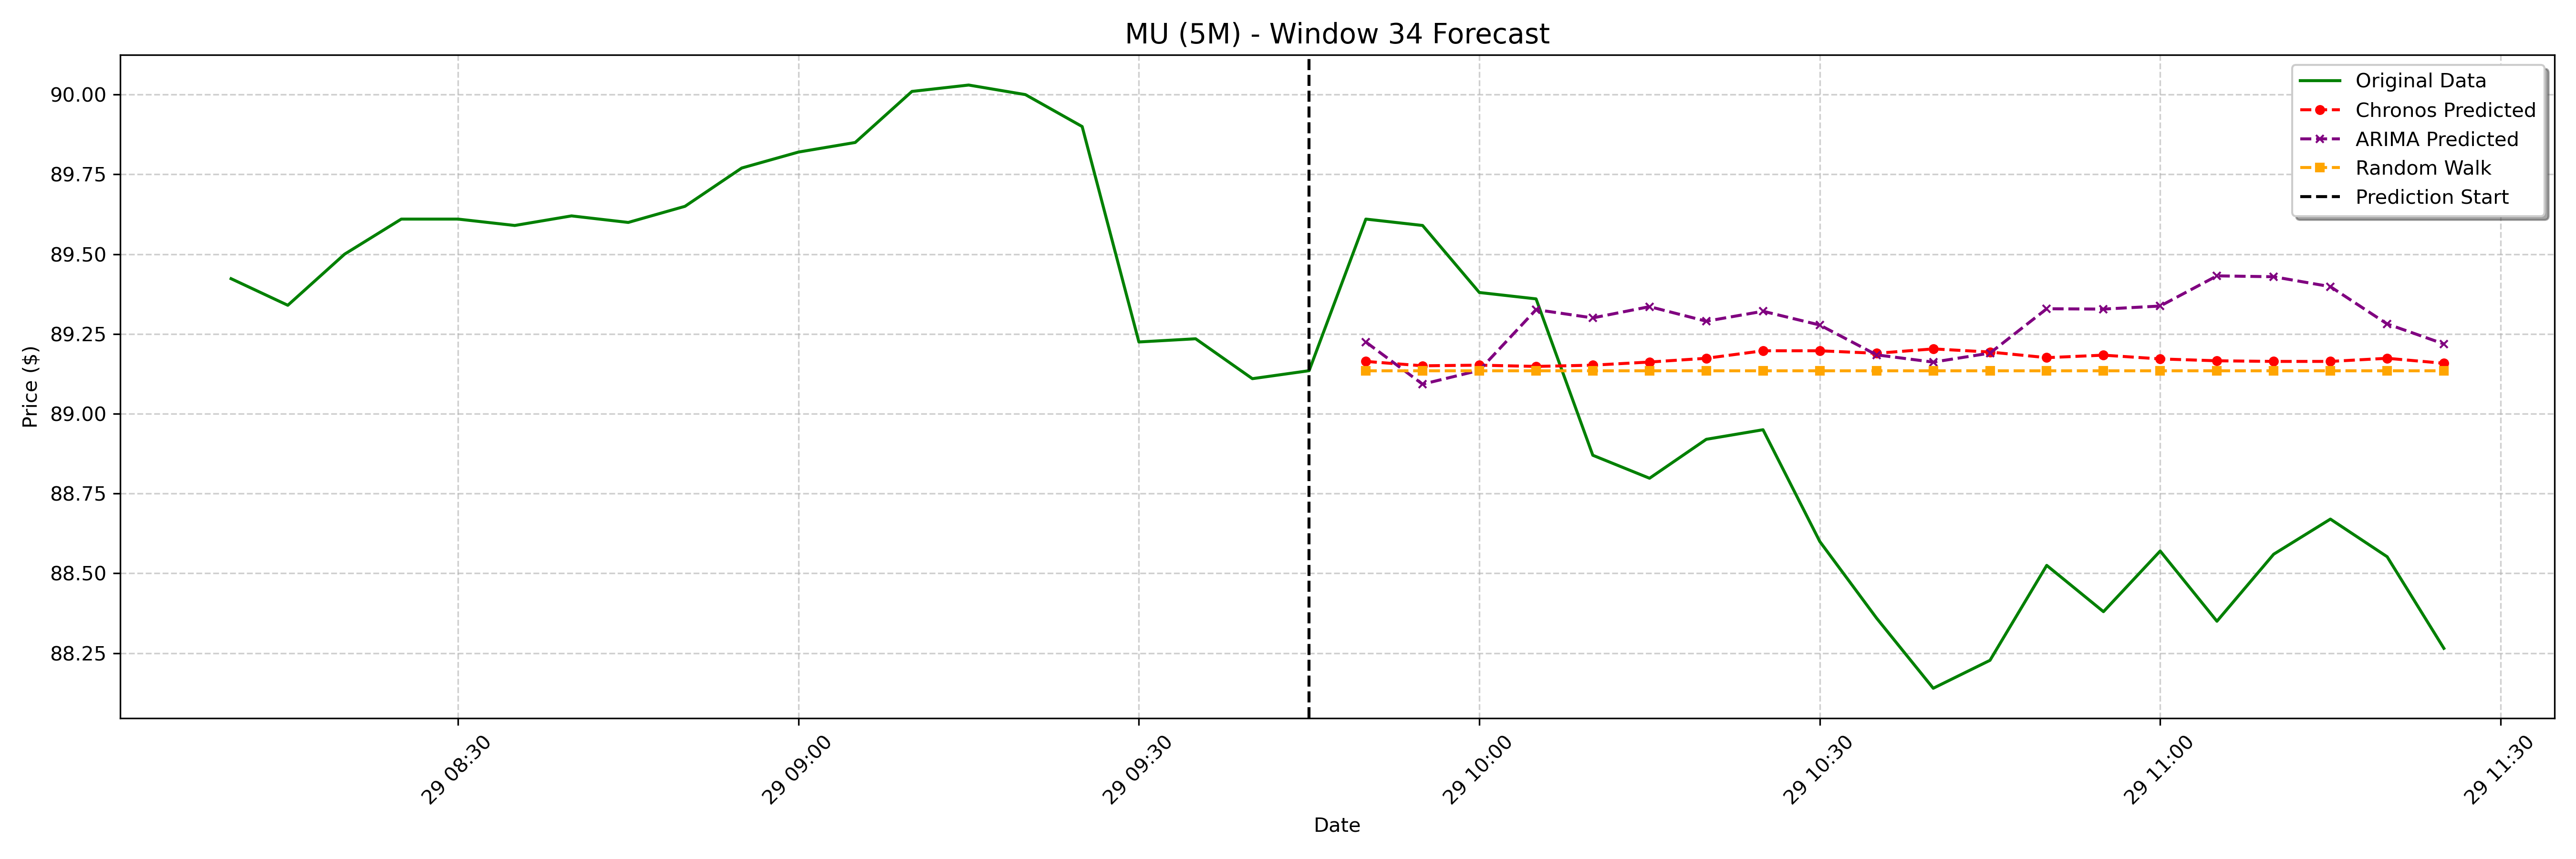 MU (5M) - Window 34 Forecast
Original Data
Chronos Predicted
ARIMA Predicted
Random Walk
Prediction Start
Price ($)
90.00
89.75
89.50
89.25
89.00
88.75
88.50
88.25
29 08:30
29 09:00
29 09:30
29 10:00
29 10:30
29 11:00
29 11:30
Date